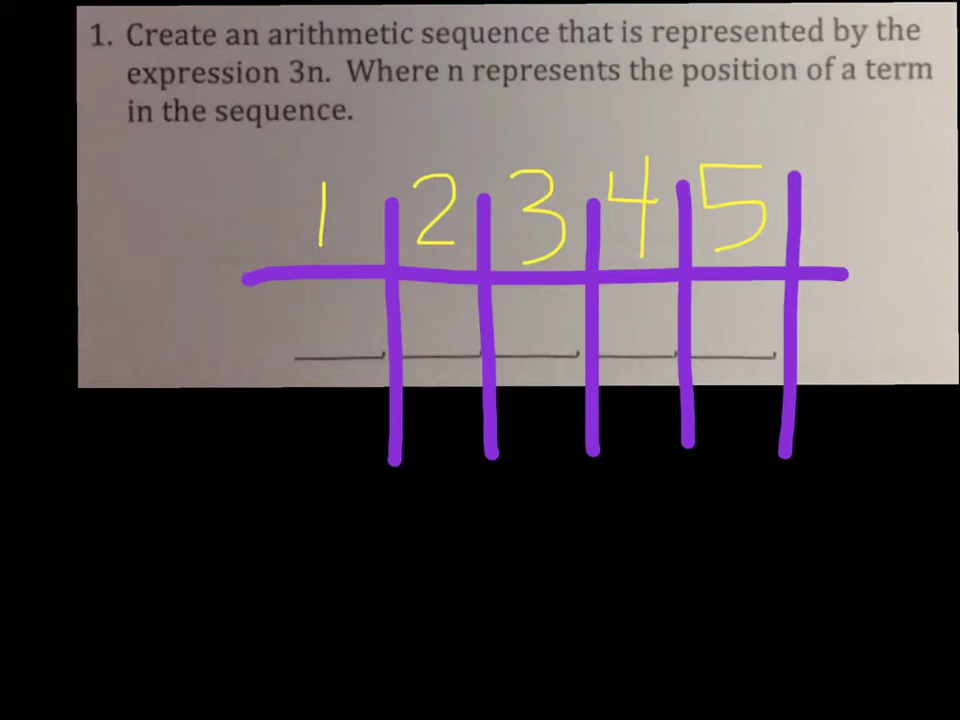 1. Create an arithmetic sequence that is represented by the
expression 3n. Where n represents the position of a term
in the sequence.
1 2 3 4 5